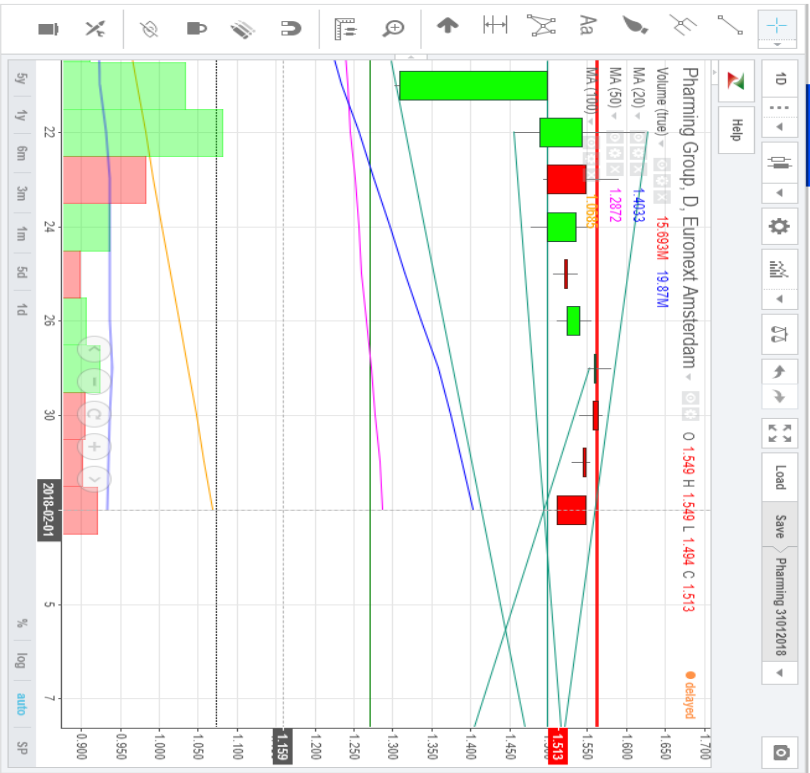 1D
Load
Save
Pharming 31012018
Help
Pharming Group, D, Euronext Amsterdam
O 1.549 H 1.549 L 1.494 C 1.513
delayed
Volume (true) 15.693M 19.87M
MA (20) 1.4033
MA (50) 1.2872
MA (100) 1.0685
Aa
1.700
1.650
1.600
1.550
1.513
1.450
1.400
1.350
1.300
1.250
1.200
1.159
1.100
1.050
1.000
0.950
0.900
22
24
26
30
2018-02-01
5
7
5y
1y
6m
3m
1m
5d
1d
%
log
auto
SP